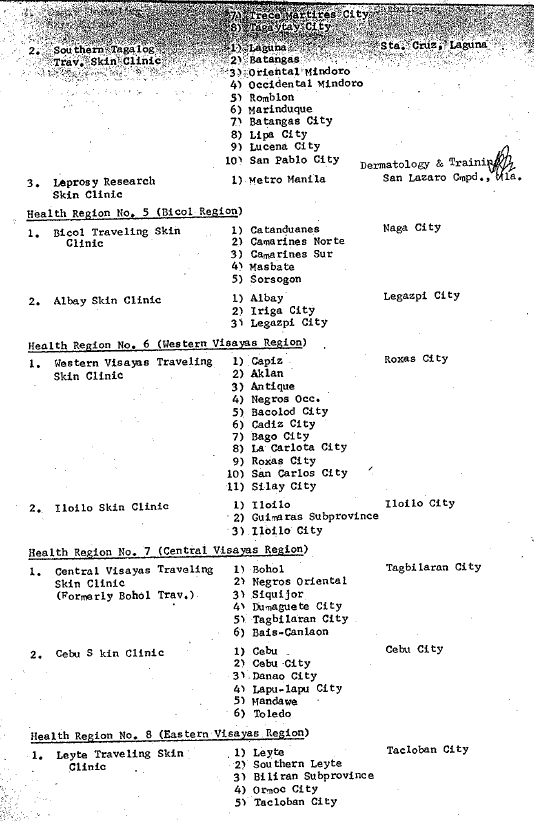 7) Trece Martires City
8) Tagaytay City
2. Southern Tagalog 1) Laguna Sta. Cruz, Laguna
Trav. Skin Clinic 2) Batangas
3) Oriental Mindoro
4) Occidental Mindoro
5) Romblon
6) Marinduque
7) Batangas City
8) Lipa City
9) Lucena City
10) San Pablo City Dermatology & Training
3. Leprosy Research 1) Metro Manila San Lazaro Cmpd., Mla.
Skin Clinic
Health Region No. 5 (Bicol Region)
1. Bicol Traveling Skin 1) Catanduanes Naga City
Clinic 2) Camarines Norte
3) Camarines Sur
4) Masbate
5) Sorsogon
2. Albay Skin Clinic 1) Albay Legazpi City
2) Iriga City
3) Legazpi City
Health Region No. 6 (Western Visayas Region)
1. Western Visayas Traveling 1) Capiz Roxas City
Skin Clinic 2) Aklan
3) Antique
4) Negros Occ.
5) Bacolod City
6) Cadiz City
7) Bago City
8) La Carlota City
9) Roxas City
10) San Carlos City
11) Silay City
2. Iloilo Skin Clinic 1) Iloilo Iloilo City
2) Guimaras Subprovince
3) Iloilo City
Health Region No. 7 (Central Visayas Region)
1. Central Visayas Traveling 1) Bohol Tagbilaran City
Skin Clinic 2) Negros Oriental
(Formerly Bohol Trav.) 3) Siquijor
4) Dumaguete City
5) Tagbilaran City
6) Bais-Canlaon
2. Cebu S kin Clinic 1) Cebu Cebu City
2) Cebu City
3) Danao City
4) Lapu-lapu City
5) Mandawe
6) Toledo
Health Region No. 8 (Eastern Visayas Region)
1. Leyte Traveling Skin 1) Leyte Tacloban City
Clinic 2) Southern Leyte
3) Biliran Subprovince
4) Ormoc City
5) Tacloban City